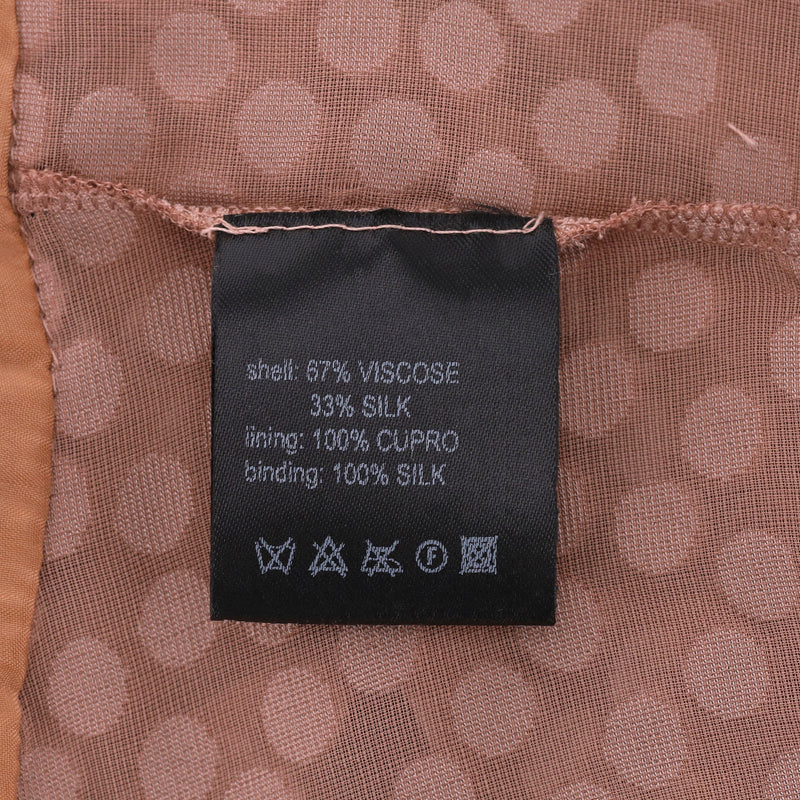 shell: 67% VISCOSE
33% SILK
lining: 100% CUPRO
binding: 100% SILK
F